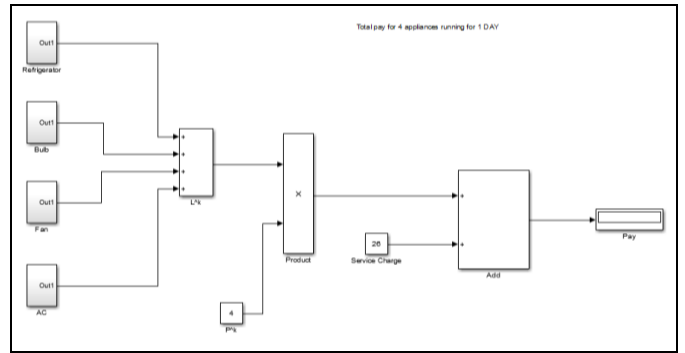 Total pay for 4 appliances running for 1 DAY
Out1
Refrigerator
Out1
Bulb
Out1
Fan
Out1
AC
+
+
+
+
L*k
×
Product
4
P*k
26
Service Charge
+
+
Add
Pay